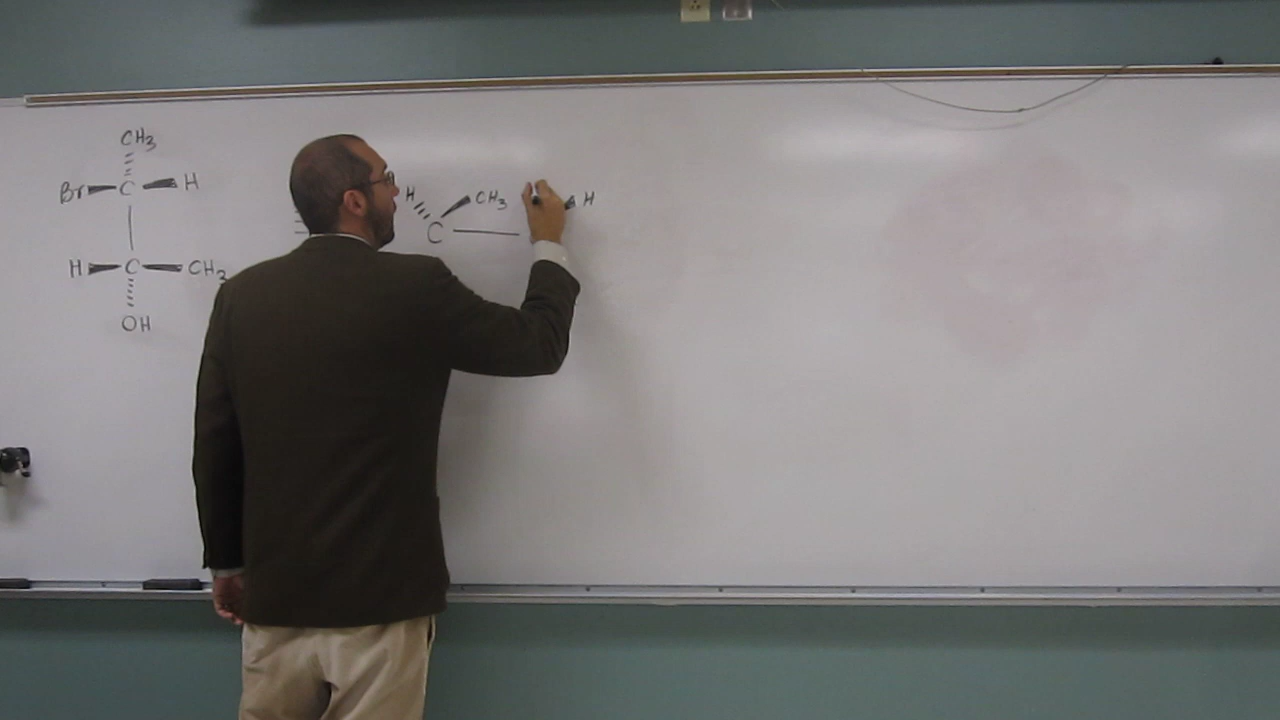 CH3
Br C H
H C CH3
OH
H CH3 H
C